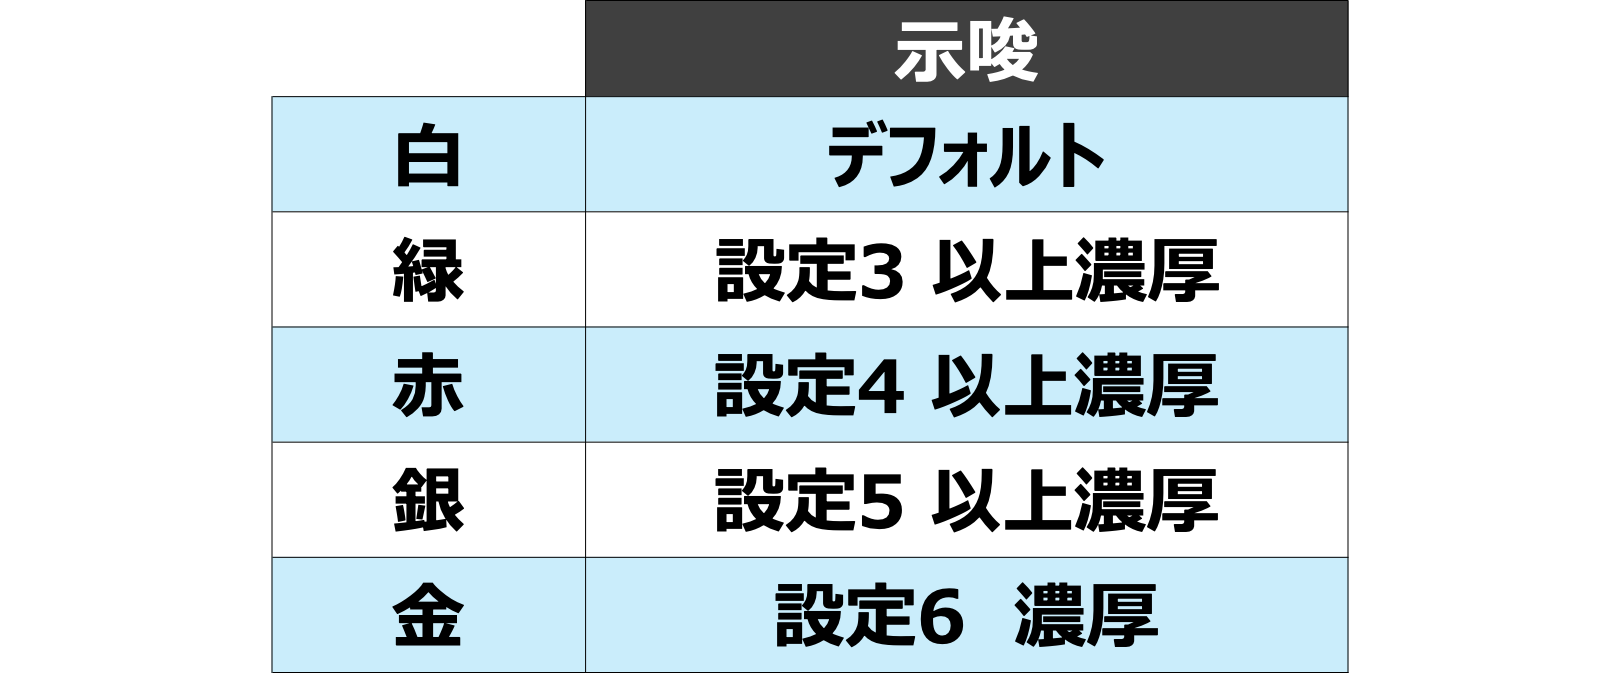 示唆
白 デフォルト
緑 設定3 以上濃厚
赤 設定4 以上濃厚
銀 設定5 以上濃厚
金 設定6 濃厚